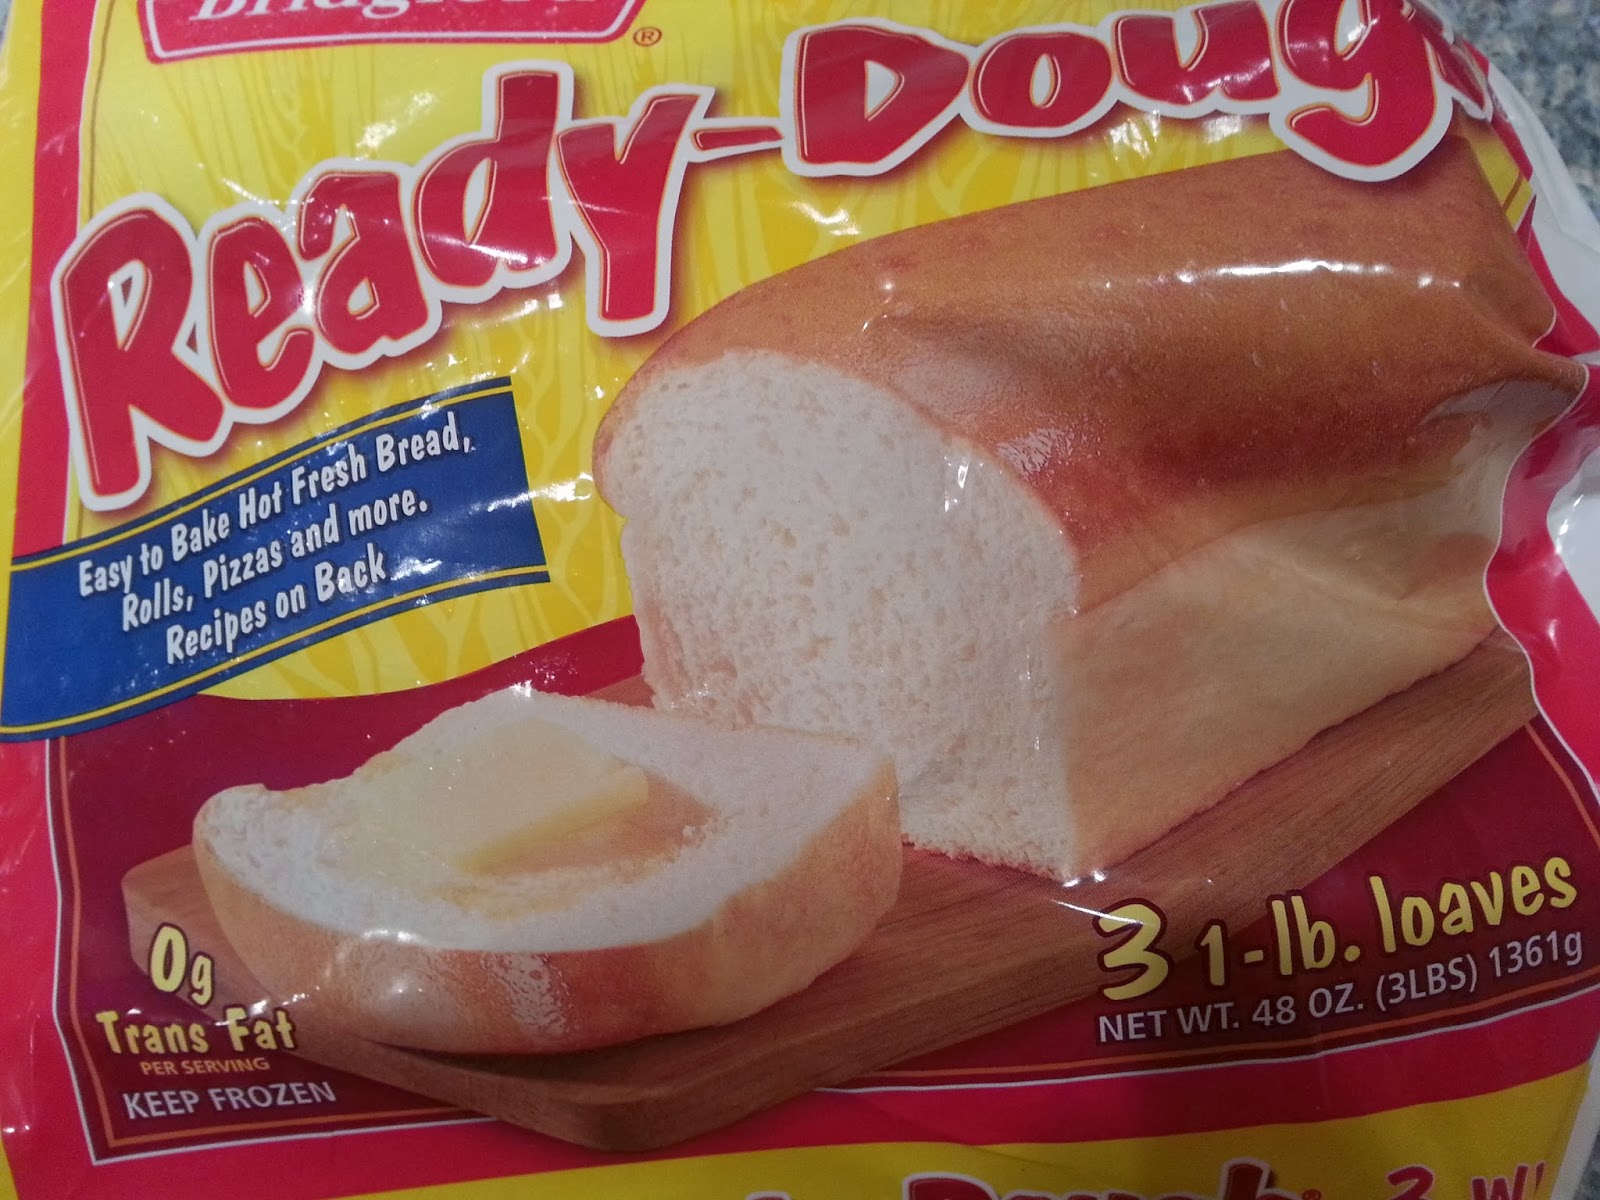 Bridgford®
Ready-Dough
Easy to Bake Hot Fresh Bread,
Rolls, Pizzas and more.
Recipes on Back
0g
Trans Fat
PER SERVING
KEEP FROZEN
3 1-lb. loaves
NET WT. 48 OZ. (3LBS) 1361g